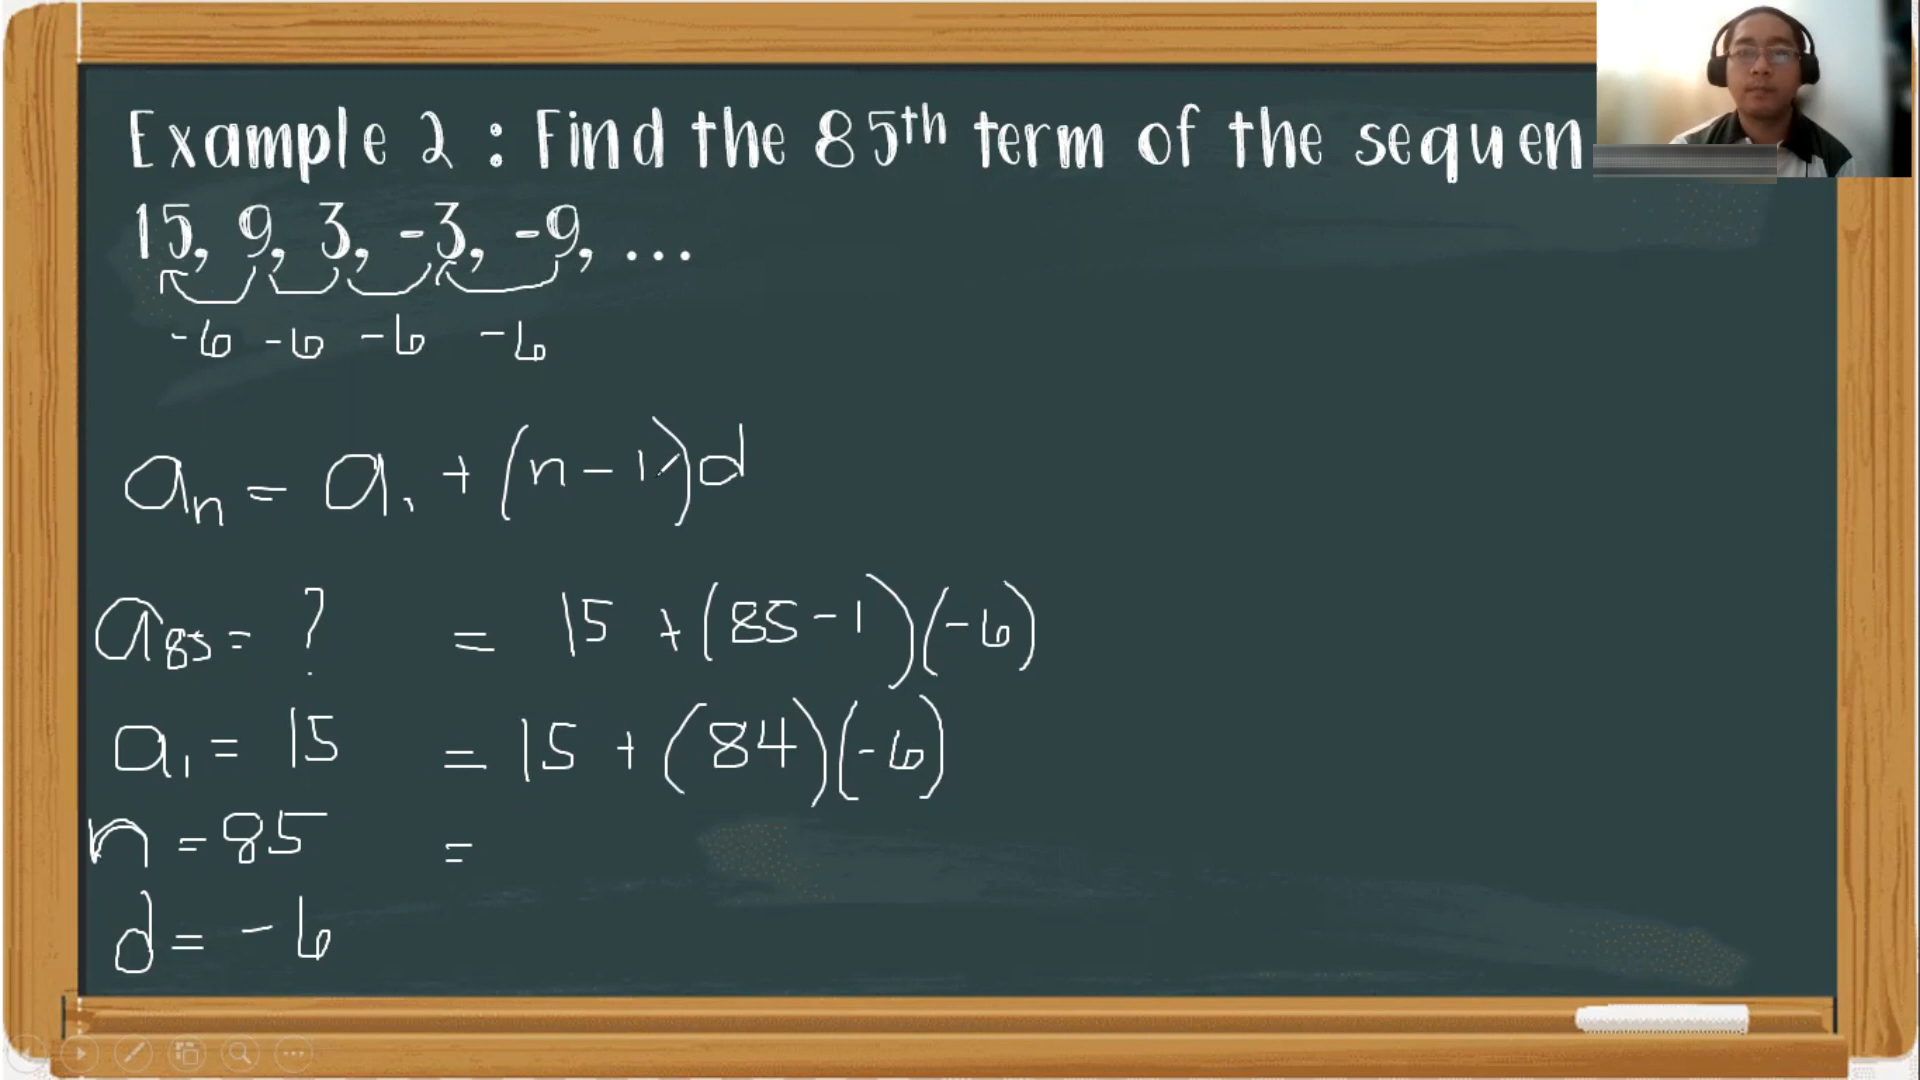 Example 2 : Find the 85th term of the sequen
15, 9, 3, -3, -9, ...
-6 -6 -6 -6
an = a1 + (n-1)d
a85 = ? = 15 + (85-1)(-6)
a1 = 15 = 15 + (84)(-6)
n = 85 =
d = -6